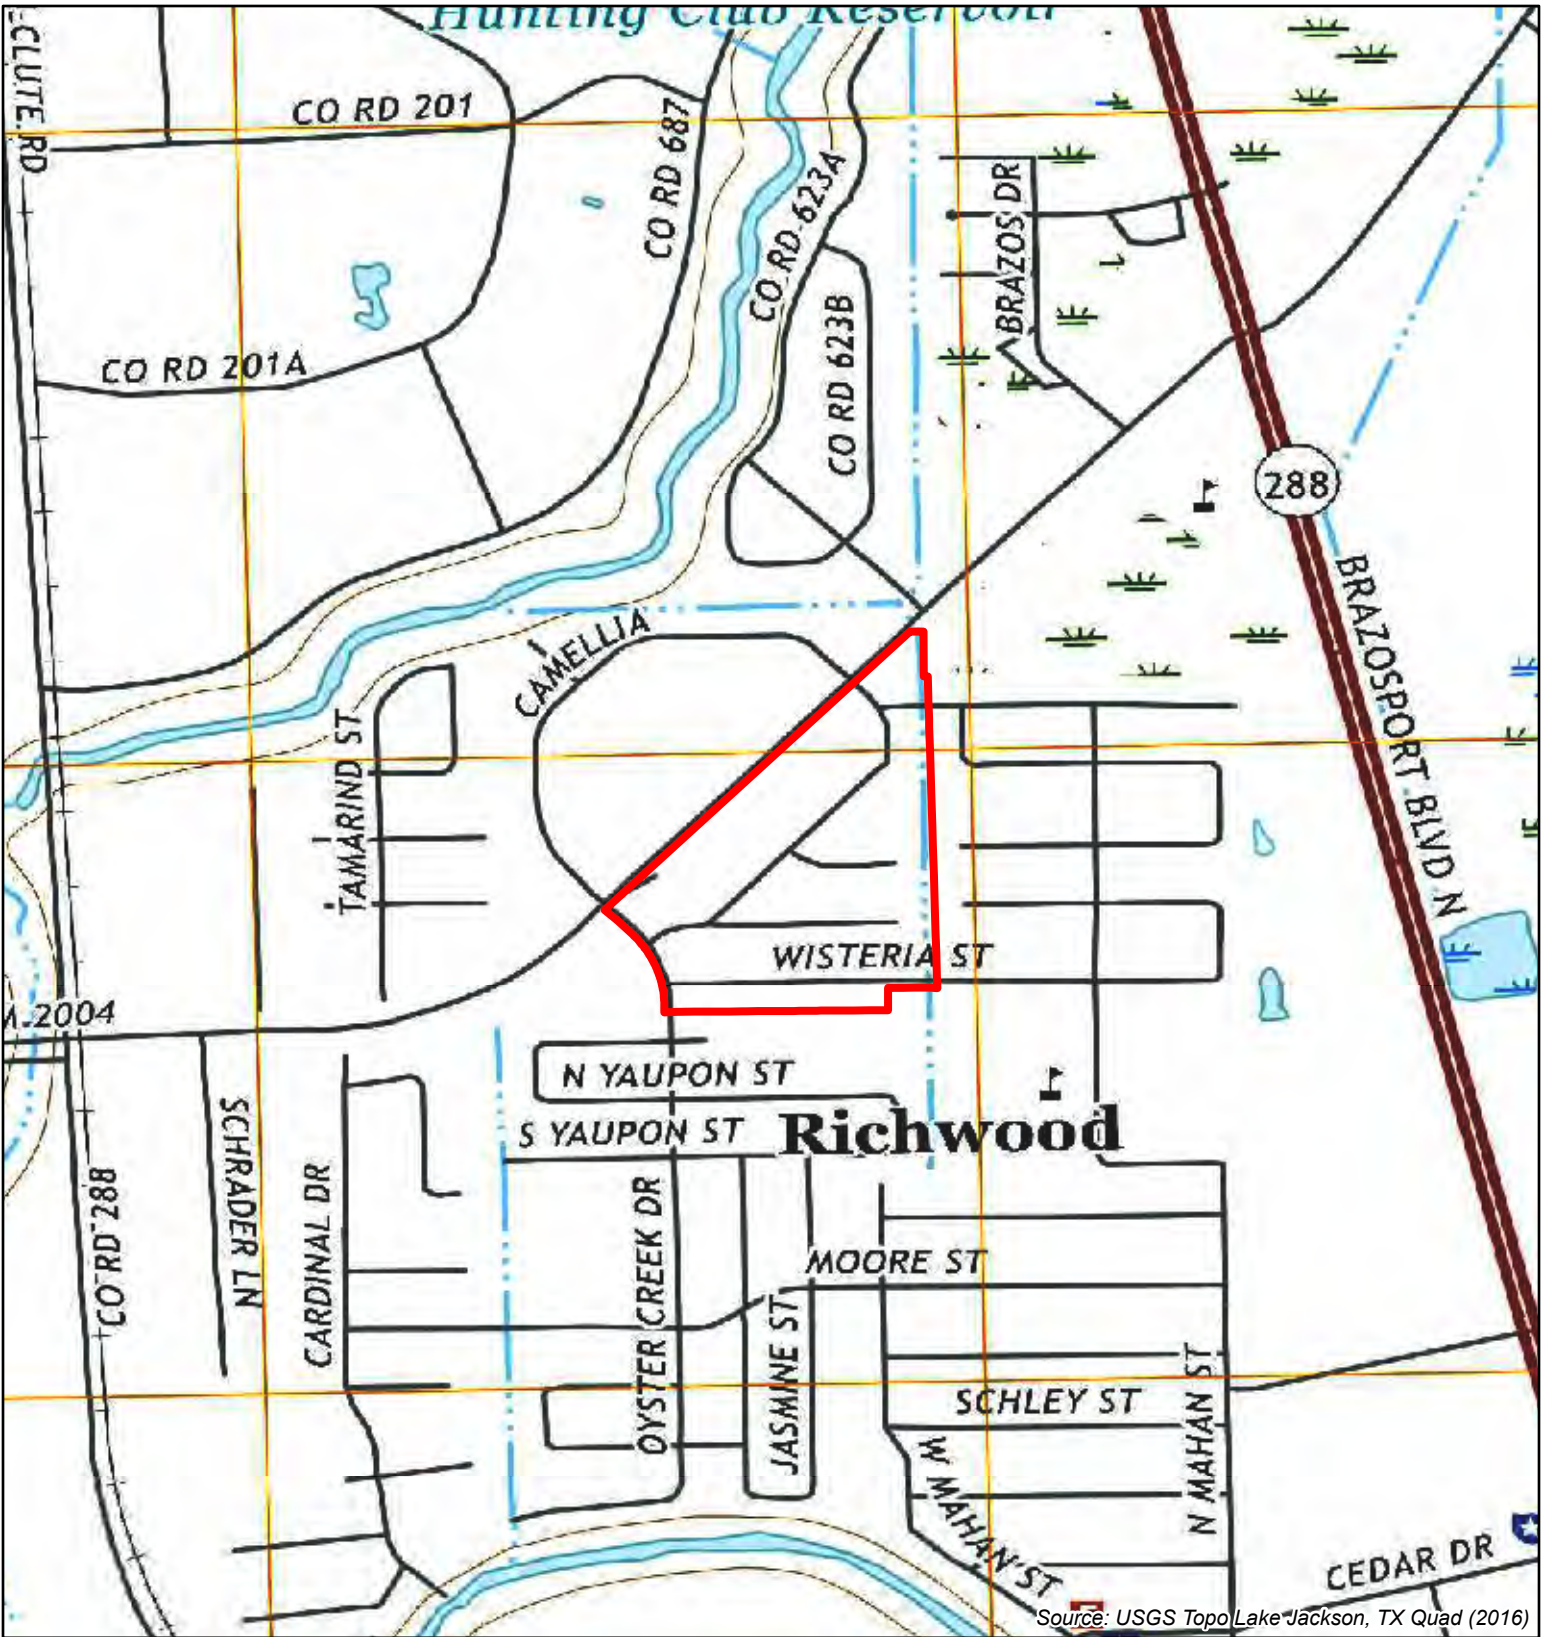 Hunting Club Reservoir
CLUTE RD
CO RD 201
CO RD 687
CO RD 623A
BRAZOS DR
CO RD 201A
CO RD 623B
288
CAMELLIA
BRAZOSPORT BLVD N
TAMARIND ST
WISTERIA ST
2004
N YAUPON ST
S YAUPON ST
Richwood
SCHRADER LN
CO RD 288
CARDINAL DR
OYSTER CREEK DR
MOORE ST
JASMINE ST
SCHLEY ST
N MAHAN ST
W MAHAN ST
CEDAR DR
Source: USGS Topo Lake Jackson, TX Quad (2016)